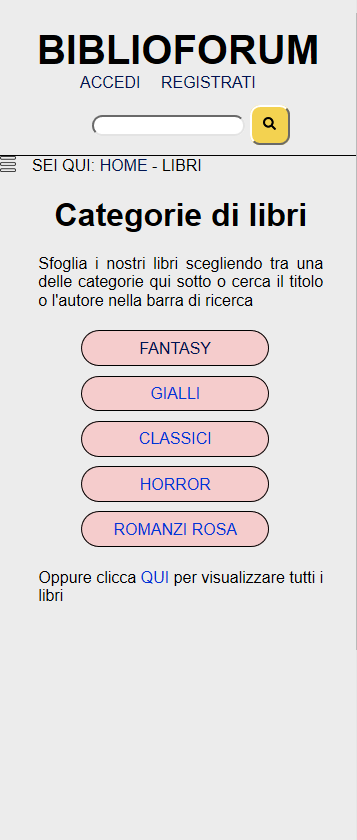 BIBLIOFORUM
ACCEDI REGISTRATI
SEI QUI: HOME - LIBRI
Categorie di libri
Sfoglia i nostri libri scegliendo tra una
delle categorie qui sotto o cerca il titolo
o l'autore nella barra di ricerca
FANTASY
GIALLI
CLASSICI
HORROR
ROMANZI ROSA
Oppure clicca QUI per visualizzare tutti i
libri